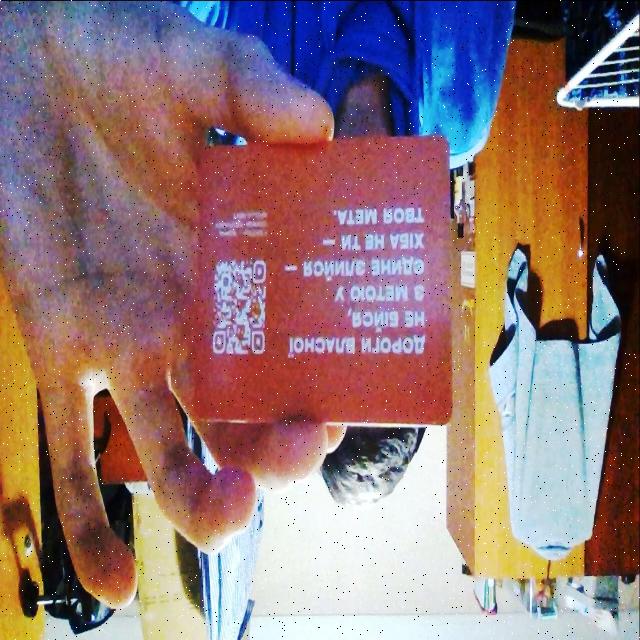 ДОРОГИ ВЛАСНОЇ
НЕ БІЙСЯ,
З МЕТОЮ У
ЄДИНЕ ЗЛИЙСЯ —
ХІБА НЕ ТИ —
ТВОЯ МЕТА.